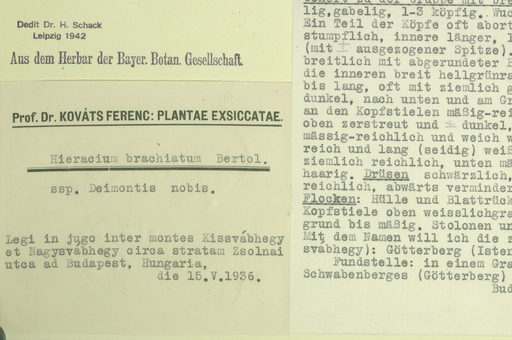 Dedit Dr. H. Schack
Leipzig 1942
Aus dem Herbar der Bayer. Botan. Gesellschaft.
Prof. Dr. KOVÁTS FERENC: PLANTAE EXSICCATAE.
Hieracium brachiatum Bertol.
ssp. Deimontis nobis.
Legi in jugo inter montes Kissvábhegy
et Nagysvábhegy circa stratam Zsolnai
utca ad Budapest, Hungaria,
die 15.V.1936.
lig,gabelig, 1-3 köpfig. Wuc
Ein Teil der Köpfe oft abort
stumpflich, innere länger, l
(mit ± ausgezogener Spitze).
breitlich mit abgerundeter B
die inneren breit hellgrünra
bis lang, oft mit ziemlich g
dunkel, nach unten und am Gr
an den Kopfstielen mäßig-rei
oben zerstreut und ± dunkel,
mässig-reichlich und weich w
reich und lang (seidig) weiß
ziemlich reichlich, unten mä
haarig. Drüsen schwärzlich,
reichlich, abwärts verminder
Flocken: Hülle und Blattrück
Kopfstiele oben weisslichgra
grund bis mäßig. Stolonen un
Mit dem Namen will ich die z
svábhegy): Götterberg (Isten
Fundstelle: in einem Gra
Schwabenberges (Götterberg)
Bud